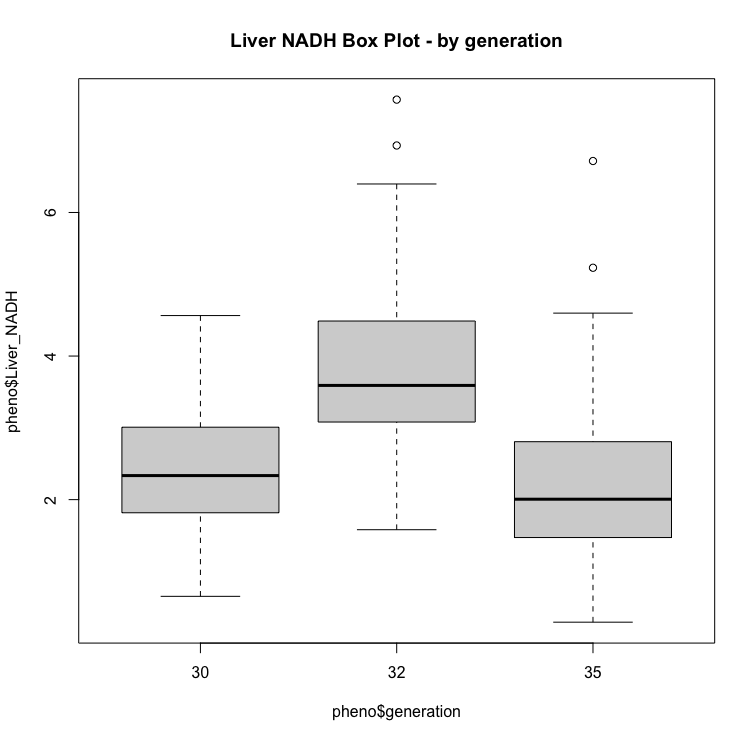 Liver NADH Box Plot - by generation
pheno$Liver_NADH
6
4
2
30 32 35
pheno$generation